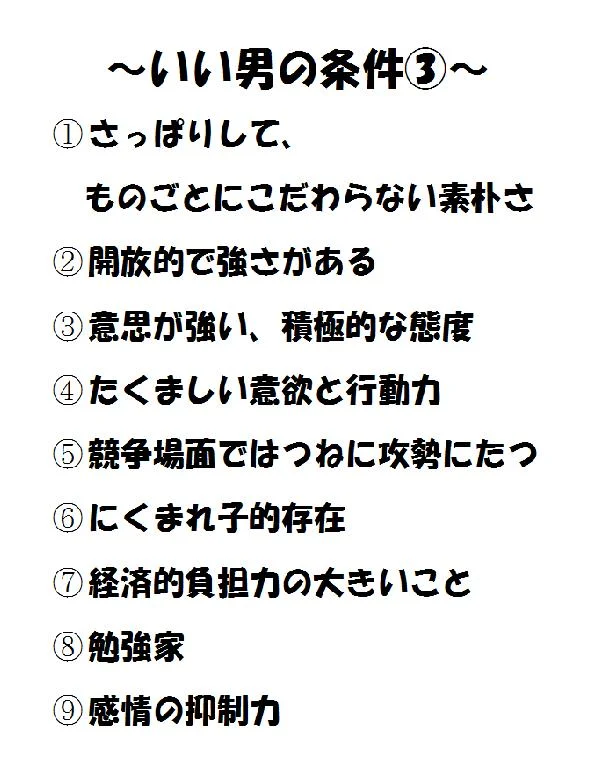 ～いい男の条件③～
①さっぱりして、
ものごとにこだわらない素朴さ
②開放的で強さがある
③意思が強い、積極的な態度
④たくましい意欲と行動力
⑤競争場面ではつねに攻勢にたつ
⑥にくまれ子的存在
⑦経済的負担力の大きいこと
⑧勉強家
⑨感情の抑制力